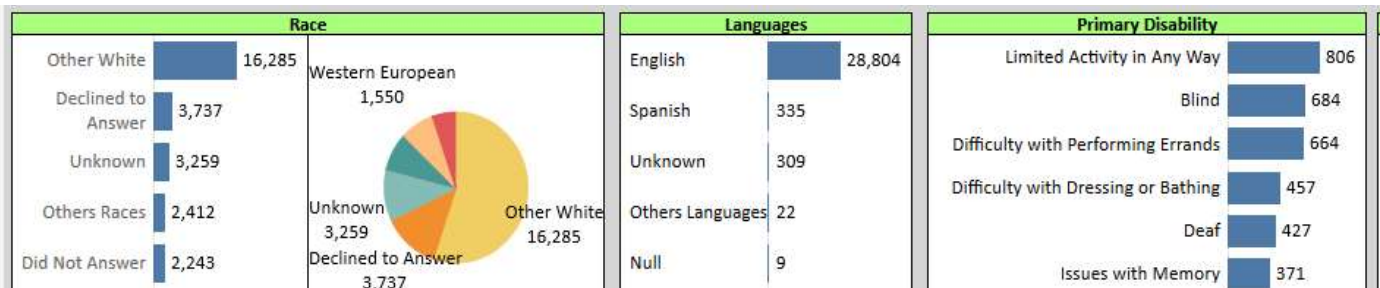 Race
Other White 16,285
Declined to
Answer 3,737
Unknown 3,259
Others Races 2,412
Did Not Answer 2,243
Western European
1,550
Unknown
3,259
Other White
16,285
Declined to Answer
3,737
Languages
English 28,804
Spanish 335
Unknown 309
Others Languages 22
Null 9
Primary Disability
Limited Activity in Any Way 806
Blind 684
Difficulty with Performing Errands 664
Difficulty with Dressing or Bathing 457
Deaf 427
Issues with Memory 371